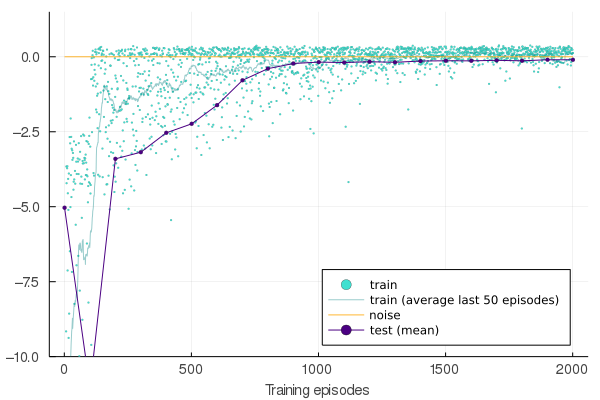 0.0
−2.5
−5.0
−7.5
−10.0
0 500 1000 1500 2000
Training episodes
train
train (average last 50 episodes)
noise
test (mean)